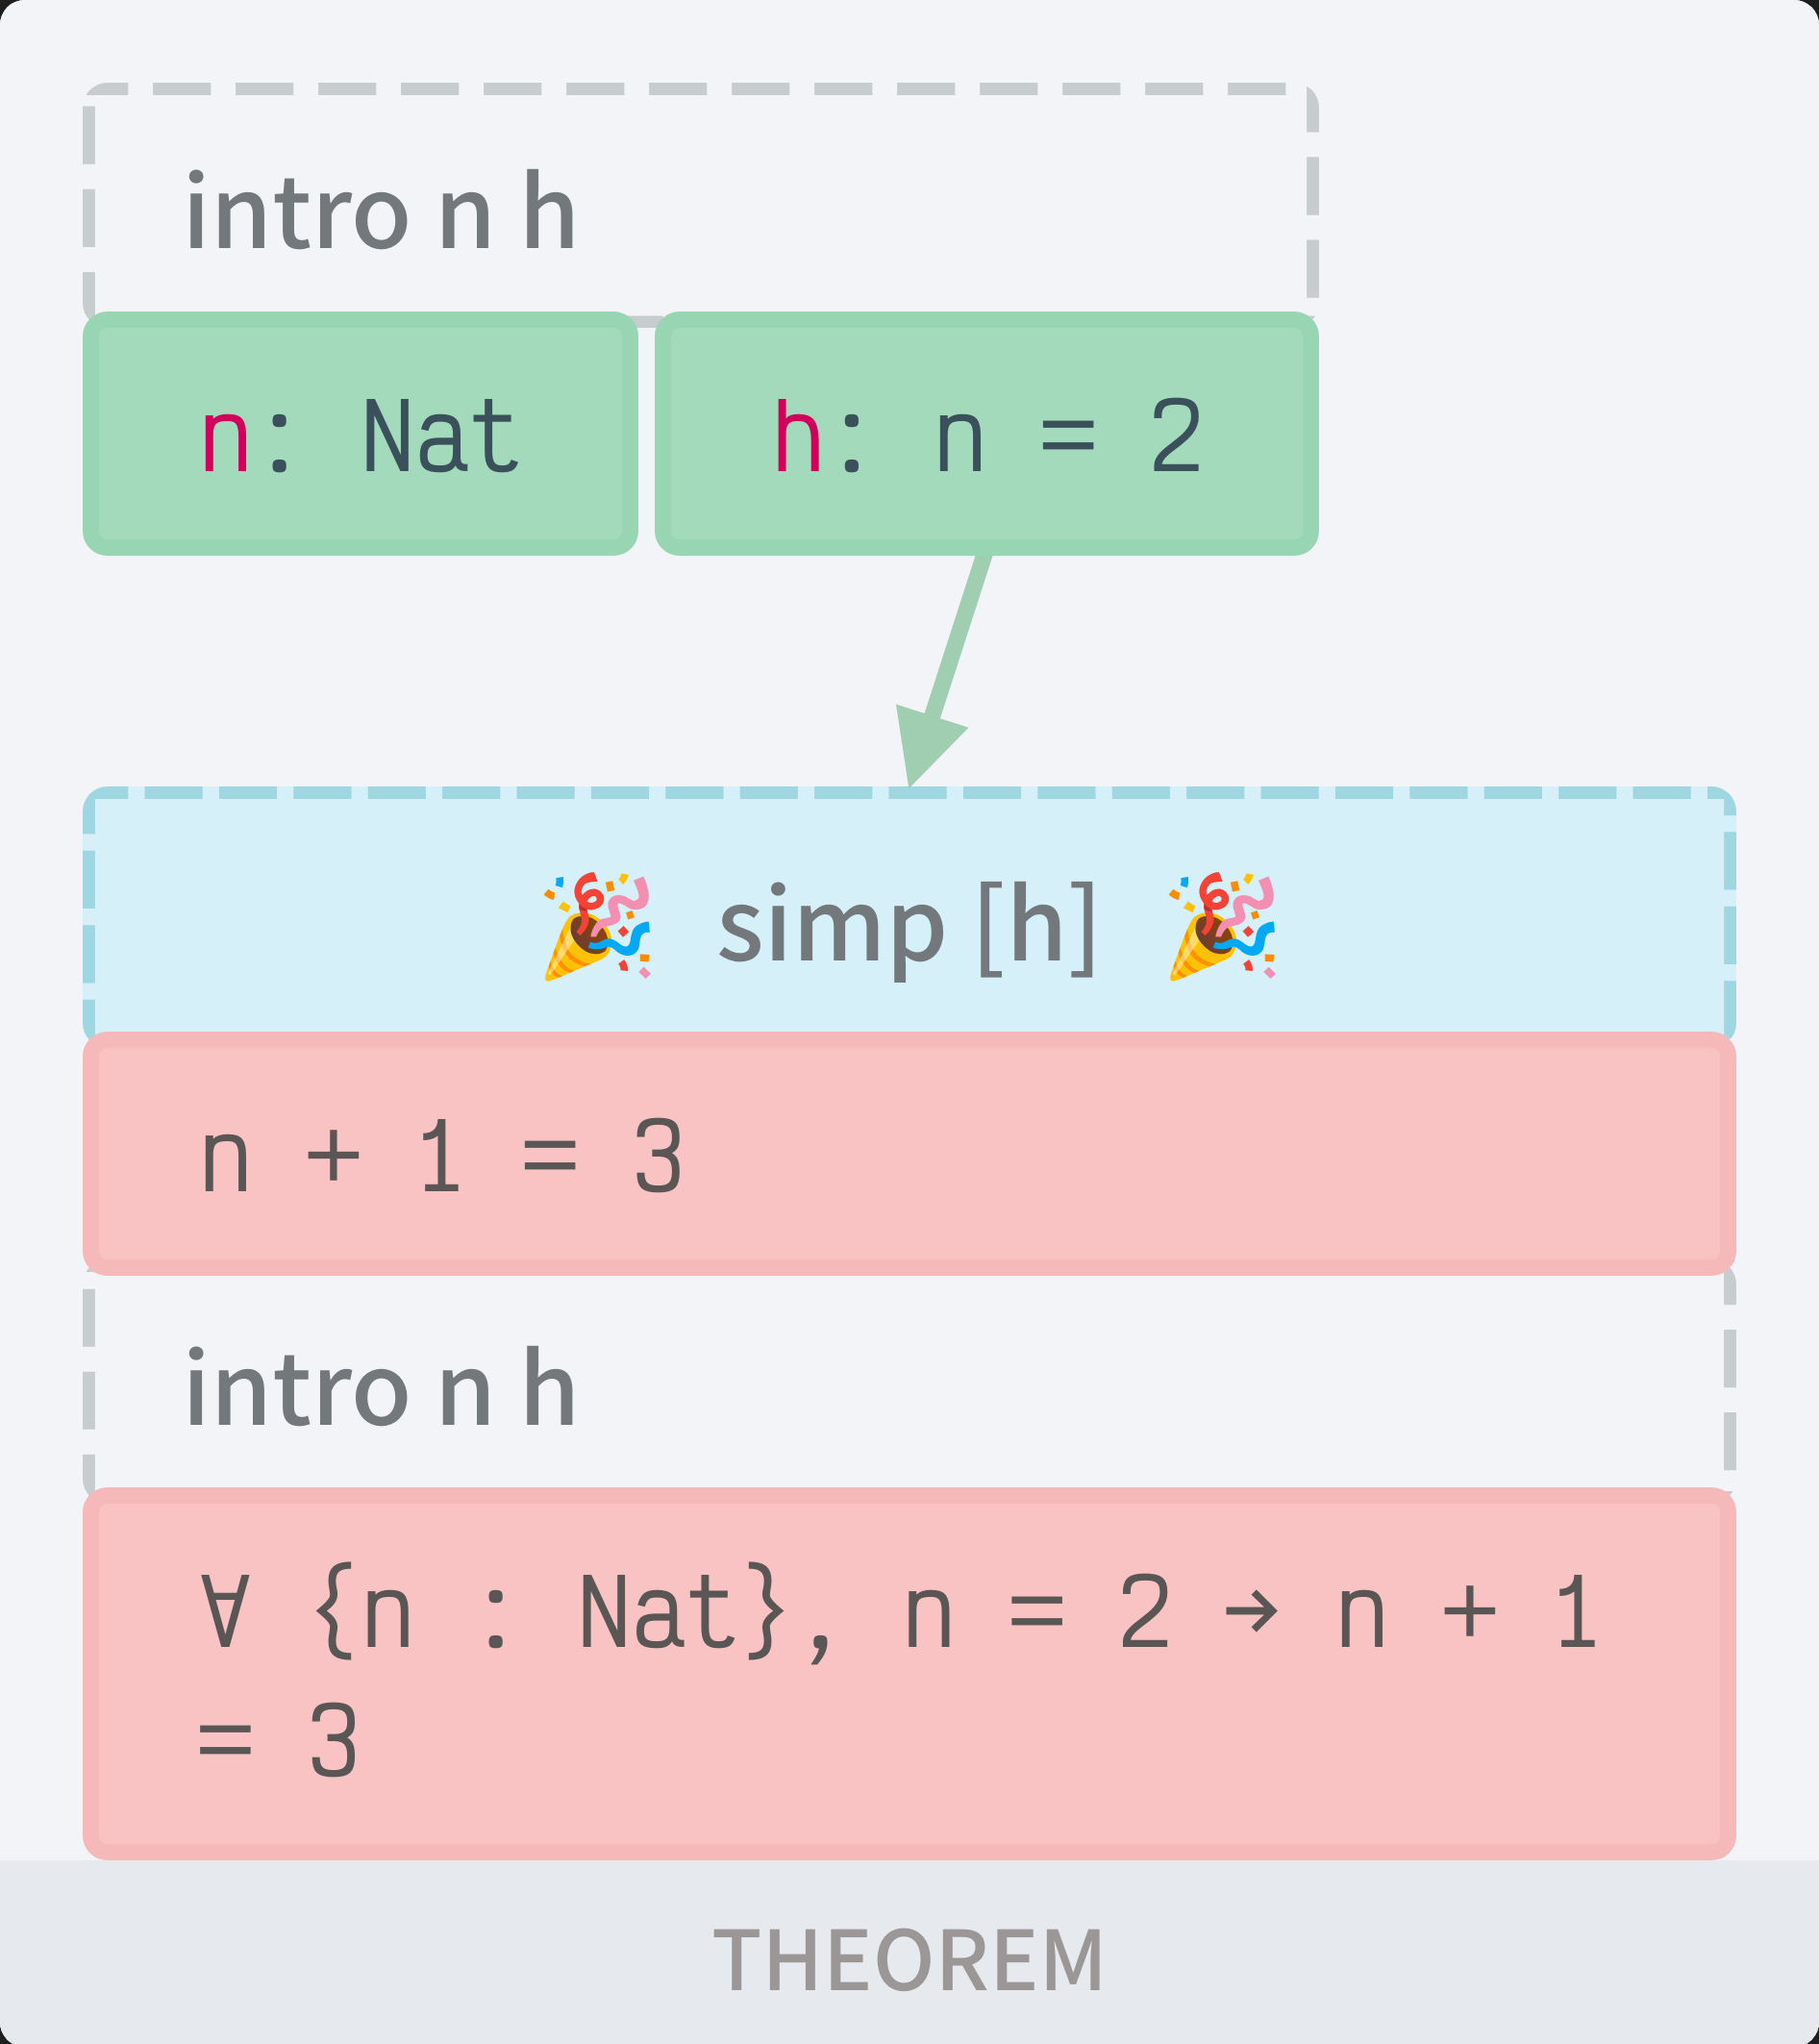 intro n h
n: Nat
h: n = 2
🎉 simp [h] 🎉
n + 1 = 3
intro n h
∀ {n : Nat}, n = 2 → n + 1
= 3
THEOREM